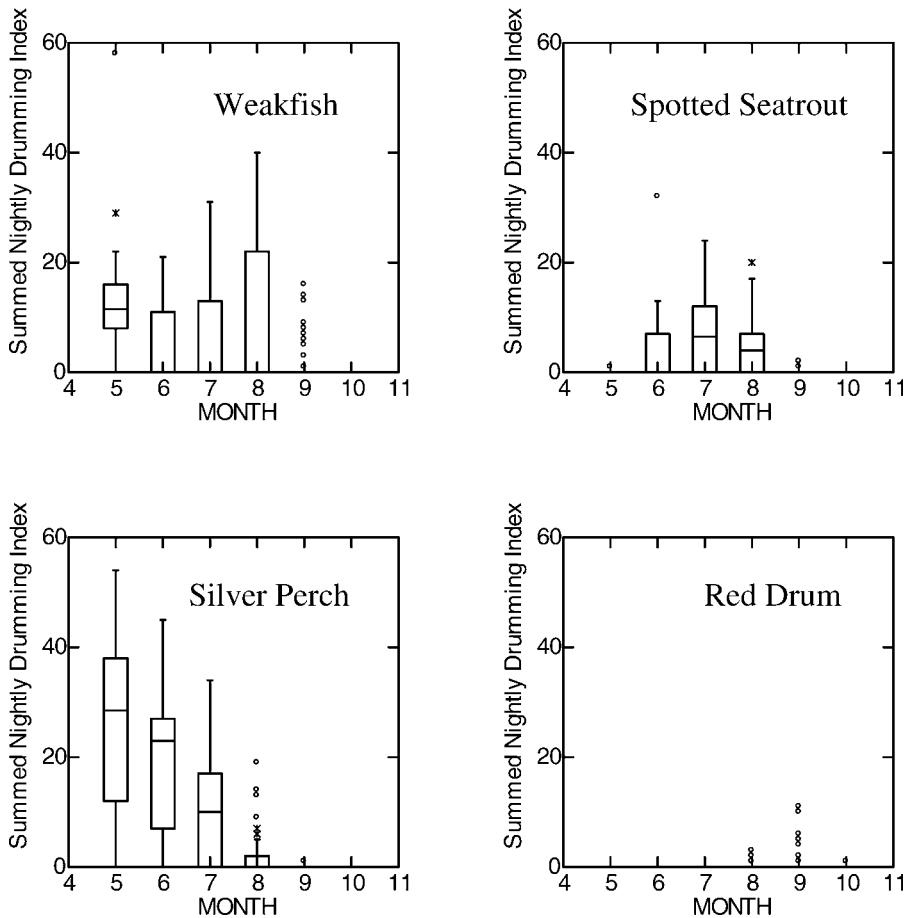 Summed Nightly Drumming Index
60
40
20
0
Weakfish
4 5 6 7 8 9 10 11
MONTH
Summed Nightly Drumming Index
60
40
20
0
Spotted Seatrout
4 5 6 7 8 9 10 11
MONTH
Summed Nightly Drumming Index
60
40
20
0
Silver Perch
4 5 6 7 8 9 10 11
MONTH
Summed Nightly Drumming Index
60
40
20
0
Red Drum
4 5 6 7 8 9 10 11
MONTH